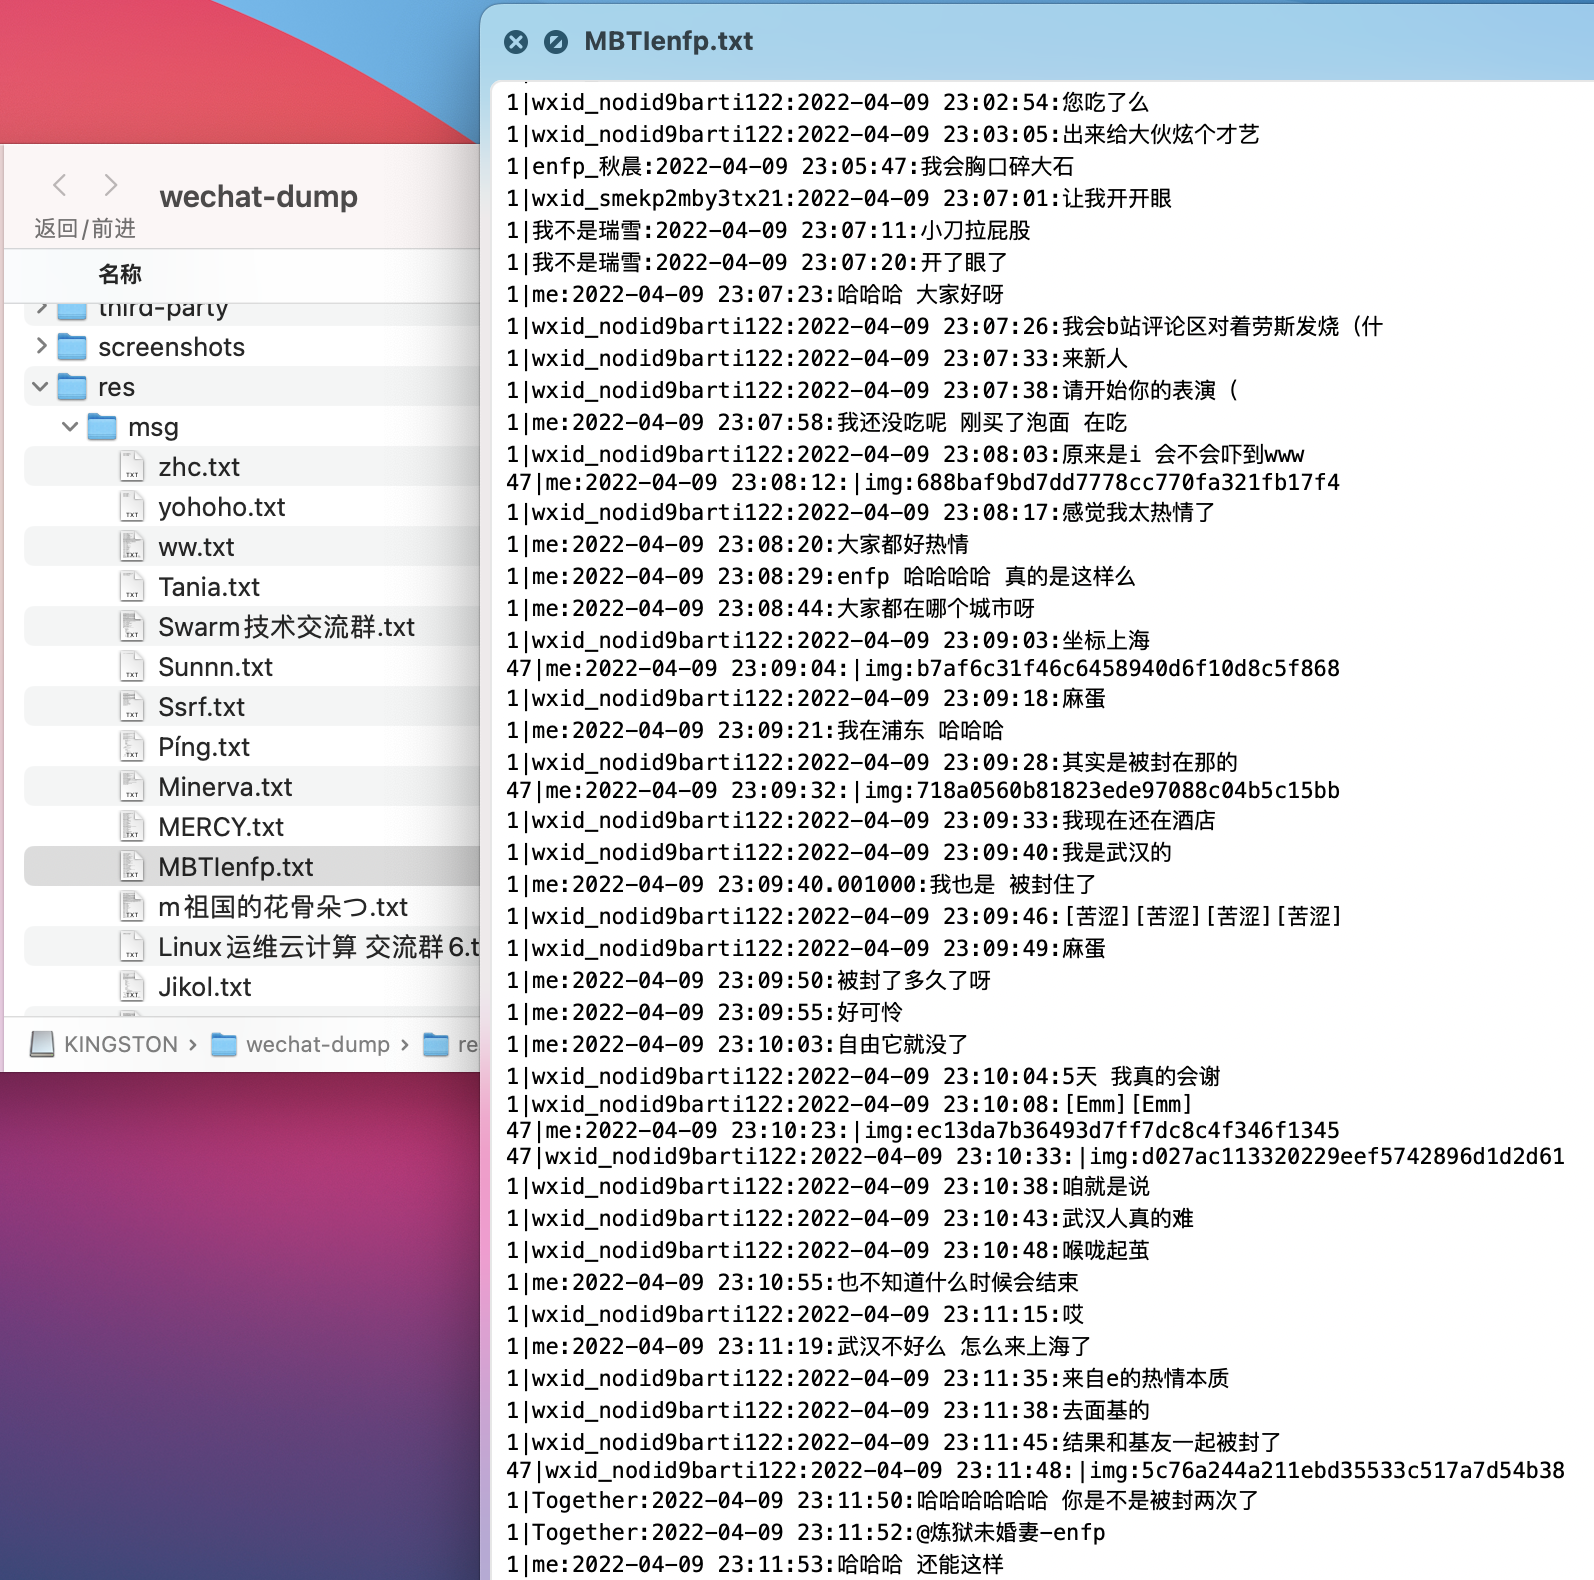 wechat-dump
返回/前进
名称
third-party
screenshots
res
msg
zhc.txt
yohoho.txt
ww.txt
Tania.txt
Swarm技术交流群.txt
Sunnn.txt
Ssrf.txt
Píng.txt
Minerva.txt
MERCY.txt
MBTIenfp.txt
m祖国的花骨朵つ.txt
Linux运维云计算 交流群6.t
Jikol.txt
KINGSTON › wechat-dump › re
MBTIenfp.txt
1|wxid_nodid9barti122:2022-04-09 23:02:54:您吃了么
1|wxid_nodid9barti122:2022-04-09 23:03:05:出来给大伙炫个才艺
1|enfp_秋晨:2022-04-09 23:05:47:我会胸口碎大石
1|wxid_smekp2mby3tx21:2022-04-09 23:07:01:让我开开眼
1|我不是瑞雪:2022-04-09 23:07:11:小刀拉屁股
1|我不是瑞雪:2022-04-09 23:07:20:开了眼了
1|me:2022-04-09 23:07:23:哈哈哈 大家好呀
1|wxid_nodid9barti122:2022-04-09 23:07:26:我会b站评论区对着劳斯发烧（什
1|wxid_nodid9barti122:2022-04-09 23:07:33:来新人
1|wxid_nodid9barti122:2022-04-09 23:07:38:请开始你的表演（
1|me:2022-04-09 23:07:58:我还没吃呢 刚买了泡面 在吃
1|wxid_nodid9barti122:2022-04-09 23:08:03:原来是i 会不会吓到www
47|me:2022-04-09 23:08:12:|img:688baf9bd7dd7778cc770fa321fb17f4
1|wxid_nodid9barti122:2022-04-09 23:08:17:感觉我太热情了
1|me:2022-04-09 23:08:20:大家都好热情
1|me:2022-04-09 23:08:29:enfp 哈哈哈哈 真的是这样么
1|me:2022-04-09 23:08:44:大家都在哪个城市呀
1|wxid_nodid9barti122:2022-04-09 23:09:03:坐标上海
47|me:2022-04-09 23:09:04:|img:b7af6c31f46c6458940d6f10d8c5f868
1|wxid_nodid9barti122:2022-04-09 23:09:18:麻蛋
1|me:2022-04-09 23:09:21:我在浦东 哈哈哈
1|wxid_nodid9barti122:2022-04-09 23:09:28:其实是被封在那的
47|me:2022-04-09 23:09:32:|img:718a0560b81823ede97088c04b5c15bb
1|wxid_nodid9barti122:2022-04-09 23:09:33:我现在还在酒店
1|wxid_nodid9barti122:2022-04-09 23:09:40:我是武汉的
1|me:2022-04-09 23:09:40.001000:我也是 被封住了
1|wxid_nodid9barti122:2022-04-09 23:09:46:[苦涩][苦涩][苦涩][苦涩]
1|wxid_nodid9barti122:2022-04-09 23:09:49:麻蛋
1|me:2022-04-09 23:09:50:被封了多久了呀
1|me:2022-04-09 23:09:55:好可怜
1|me:2022-04-09 23:10:03:自由它就没了
1|wxid_nodid9barti122:2022-04-09 23:10:04:5天 我真的会谢
1|wxid_nodid9barti122:2022-04-09 23:10:08:[Emm][Emm]
47|me:2022-04-09 23:10:23:|img:ec13da7b36493d7ff7dc8c4f346f1345
47|wxid_nodid9barti122:2022-04-09 23:10:33:|img:d027ac113320229eef5742896d1d2d61
1|wxid_nodid9barti122:2022-04-09 23:10:38:咱就是说
1|wxid_nodid9barti122:2022-04-09 23:10:43:武汉人真的难
1|wxid_nodid9barti122:2022-04-09 23:10:48:喉咙起茧
1|me:2022-04-09 23:10:55:也不知道什么时候会结束
1|wxid_nodid9barti122:2022-04-09 23:11:15:哎
1|me:2022-04-09 23:11:19:武汉不好么 怎么来上海了
1|wxid_nodid9barti122:2022-04-09 23:11:35:来自e的热情本质
1|wxid_nodid9barti122:2022-04-09 23:11:38:去面基的
1|wxid_nodid9barti122:2022-04-09 23:11:45:结果和基友一起被封了
47|wxid_nodid9barti122:2022-04-09 23:11:48:|img:5c76a244a211ebd35533c517a7d54b38
1|Together:2022-04-09 23:11:50:哈哈哈哈哈哈 你是不是被封两次了
1|Together:2022-04-09 23:11:52:@炼狱未婚妻-enfp
1|me:2022-04-09 23:11:53:哈哈哈 还能这样